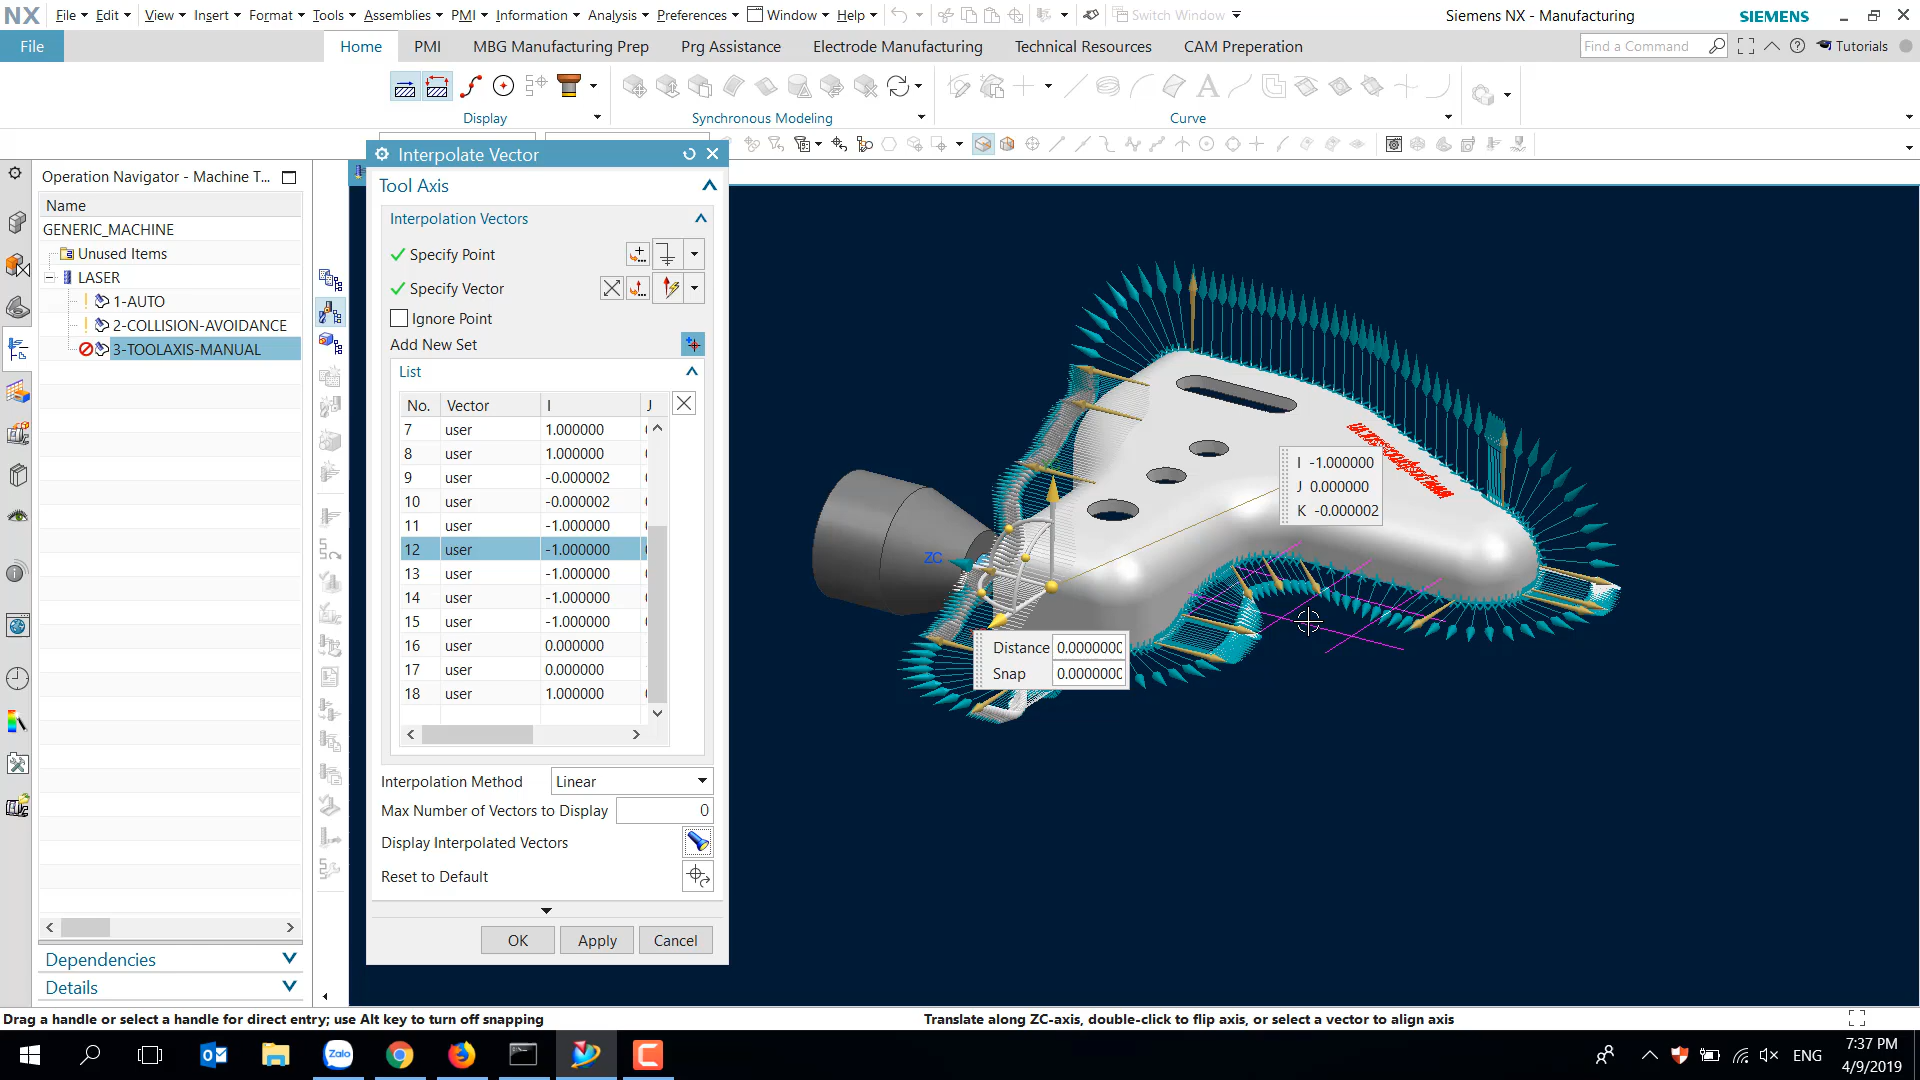 NX File Edit View Insert Format Tools Assemblies PMI Information Analysis Preferences Window Help Switch Window Siemens NX - Manufacturing SIEMENS
File Home PMI MBG Manufacturing Prep Prg Assistance Electrode Manufacturing Technical Resources CAM Preperation Find a Command Tutorials
Display Synchronous Modeling Curve
Operation Navigator - Machine T...
Name
GENERIC_MACHINE
Unused Items
LASER
1-AUTO
2-COLLISION-AVOIDANCE
3-TOOLAXIS-MANUAL
Dependencies
Details
Interpolate Vector
Tool Axis
Interpolation Vectors
Specify Point
Specify Vector
Ignore Point
Add New Set
List
No. Vector I J
7 user 1.000000
8 user 1.000000
9 user -0.000002
10 user -0.000002
11 user -1.000000
12 user -1.000000
13 user -1.000000
14 user -1.000000
15 user -1.000000
16 user 0.000000
17 user 0.000000
18 user 1.000000
Interpolation Method Linear
Max Number of Vectors to Display 0
Display Interpolated Vectors
Reset to Default
OK Apply Cancel
I -1.000000
J 0.000000
K -0.000002
ZC
Distance 0.0000000
Snap 0.0000000
Drag a handle or select a handle for direct entry; use Alt key to turn off snapping Translate along ZC-axis, double-click to flip axis, or select a vector to align axis
Zalo
ENG
7:37 PM
4/9/2019